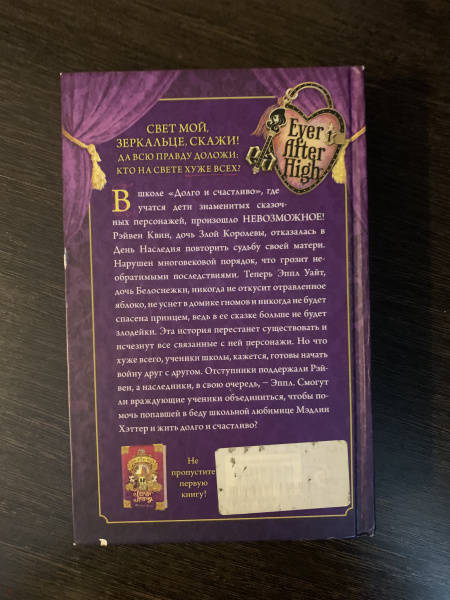 Ever
After
High
СВЕТ МОЙ,
ЗЕРКАЛЬЦЕ, СКАЖИ!
ДА ВСЮ ПРАВДУ ДОЛОЖИ:
КТО НА СВЕТЕ ХУЖЕ ВСЕХ?
В школе «Долго и счастливо», где
учатся дети знаменитых сказоч-
ных персонажей, произошло НЕВОЗМОЖНОЕ!
Рэйвен Квин, дочь Злой Королевы, отказалась в
День Наследия повторить судьбу своей матери.
Нарушен многовековой порядок, что грозит не-
обратимыми последствиями. Теперь Эппл Уайт,
дочь Белоснежки, никогда не откусит отравленное
яблоко, не уснет в домике гномов и никогда не будет
спасена принцем, ведь в ее сказке больше не будет
злодейки. Эта история перестанет существовать и
исчезнут все связанные с ней персонажи. Но что
хуже всего, ученики школы, кажется, готовы начать
войну друг с другом. Отступники поддержали Рэй-
вен, а наследники, в свою очередь, – Эппл. Смогут
ли враждующие ученики объединиться, чтобы по-
мочь попавшей в беду школьной любимице Мэдлин
Хэттер и жить долго и счастливо?
Не
пропустите
первую
книгу!